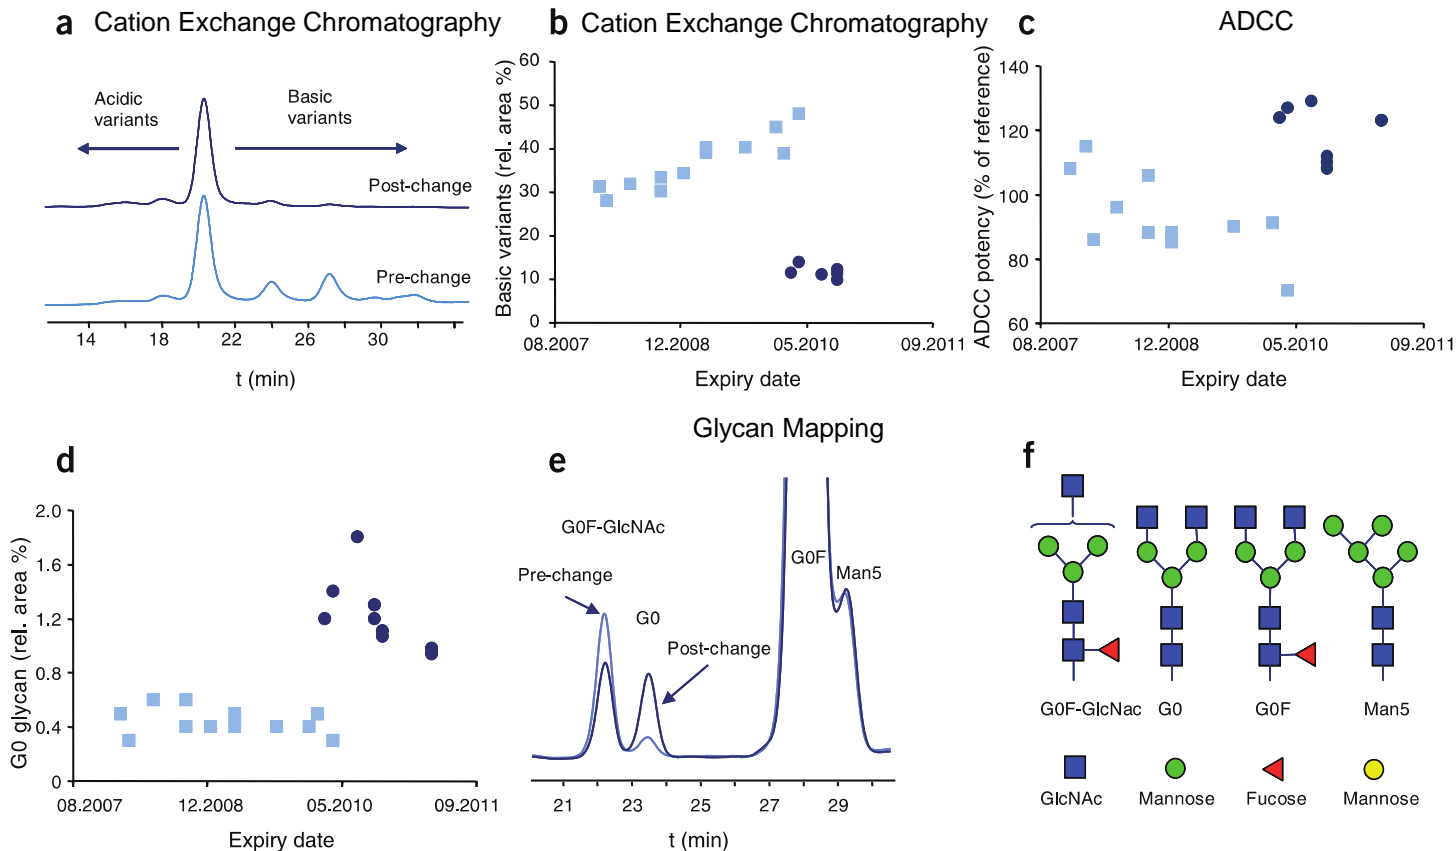 a Cation Exchange Chromatography
Acidic
variants
Basic
variants
Post-change
Pre-change
14 18 22 26 30
t (min)
b Cation Exchange Chromatography
Basic variants (rel. area %)
60
50
40
30
20
10
0
08.2007 12.2008 05.2010 09.2011
Expiry date
c ADCC
ADCC potency (% of reference)
140
120
100
80
60
08.2007 12.2008 05.2010 09.2011
Expiry date
d
G0 glycan (rel. area %)
2.0
1.6
1.2
0.8
0.4
0
08.2007 12.2008 05.2010 09.2011
Expiry date
Glycan Mapping
e
G0F-GlcNAc
Pre-change
G0
Post-change
G0F
Man5
21 23 25 27 29
t (min)
f
G0F-GlcNac G0 G0F Man5
GlcNAc Mannose Fucose Mannose